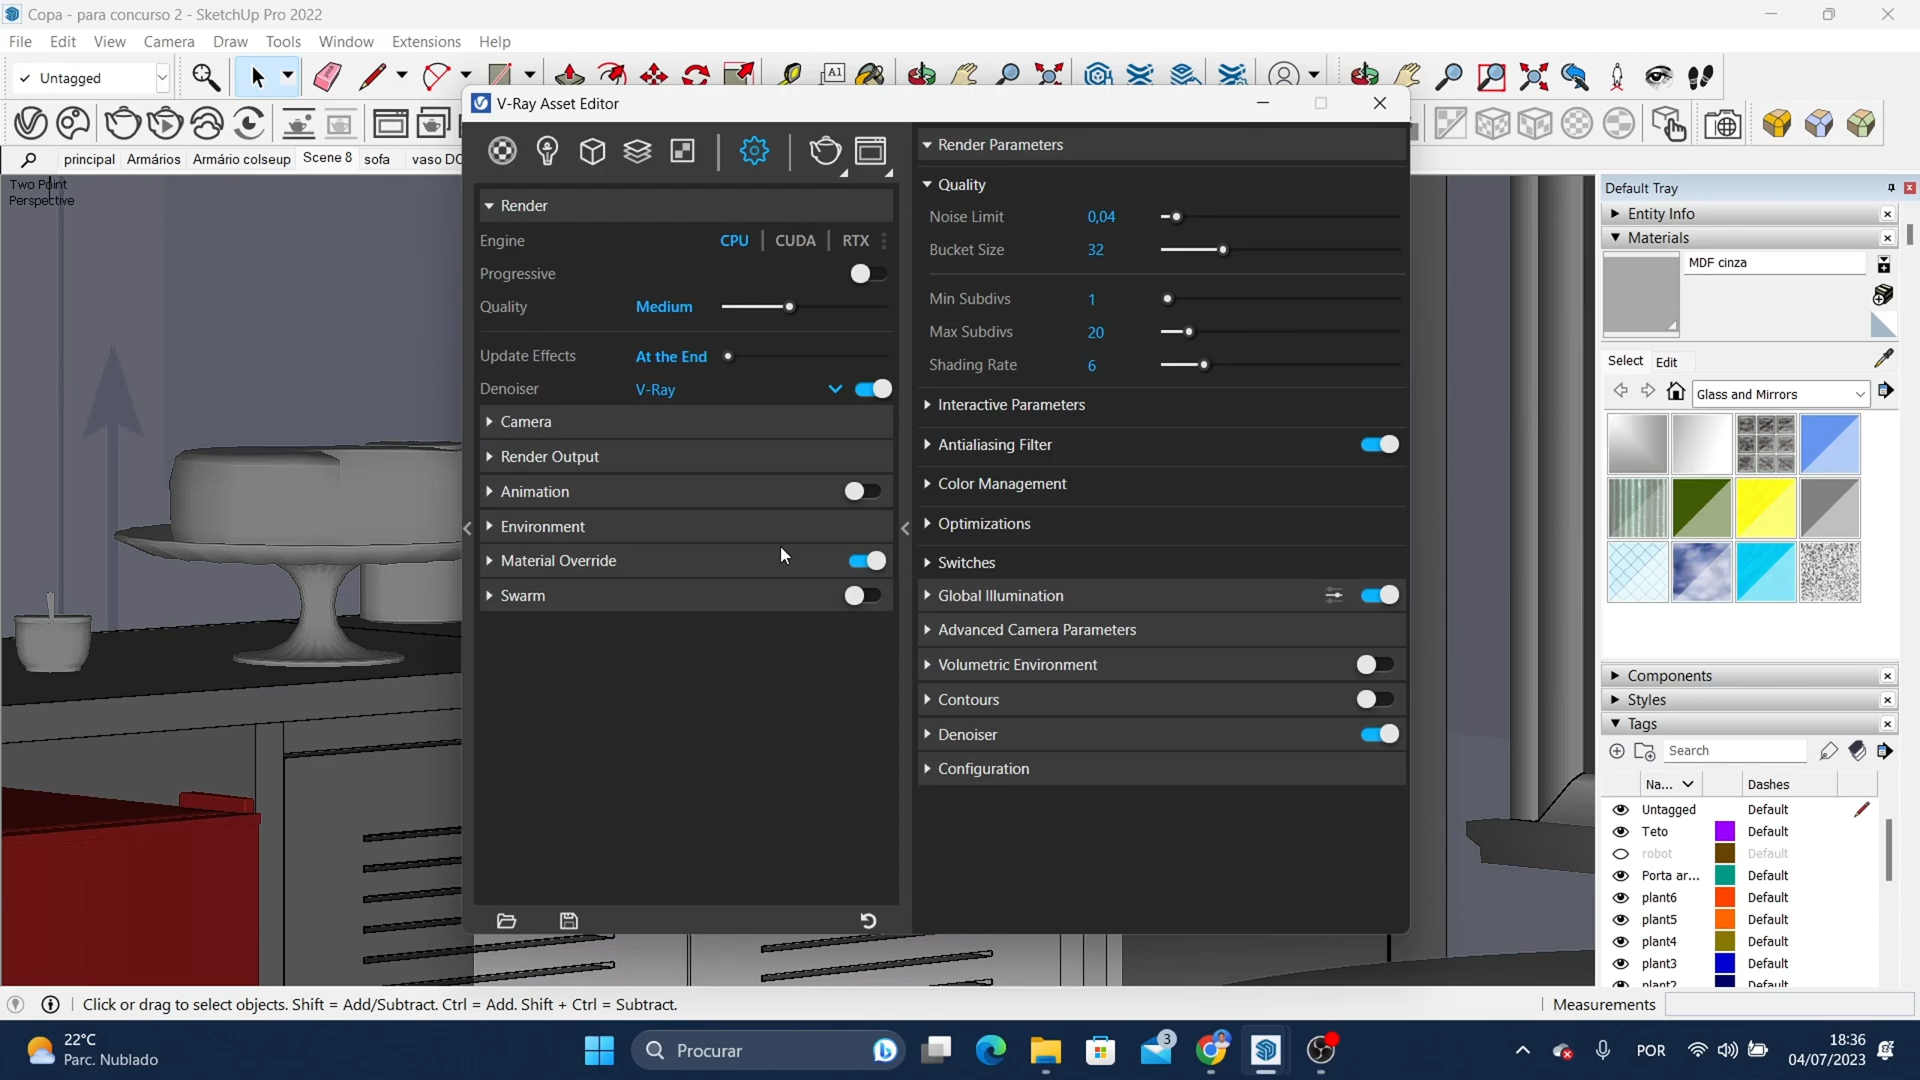 Copa - para concurso 2 - SketchUp Pro 2022
File Edit View Camera Draw Tools Window Extensions Help
Untagged
A1
principal Armários Armário colseup Scene 8 sofa vaso DO
Two Point
Perspective
V-Ray Asset Editor
Render
Engine CPU CUDA RTX
Progressive
Quality Medium
Update Effects At the End
Denoiser V-Ray
Camera
Render Output
Animation
Environment
Material Override
Swarm
Render Parameters
Quality
Noise Limit 0,04
Bucket Size 32
Min Subdivs 1
Max Subdivs 20
Shading Rate 6
Interactive Parameters
Antialiasing Filter
Color Management
Optimizations
Switches
Global Illumination
Advanced Camera Parameters
Volumetric Environment
Contours
Denoiser
Configuration
Default Tray
Entity Info
Materials
MDF cinza
Select Edit
Glass and Mirrors
Components
Styles
Tags
Search
Na... Dashes
Untagged Default
Teto Default
robot Default
Porta ar... Default
plant6 Default
plant5 Default
plant4 Default
plant3 Default
plant2 Default
Click or drag to select objects. Shift = Add/Subtract. Ctrl = Add. Shift + Ctrl = Subtract.
Measurements
22°C
Parc. Nublado
Procurar
3
POR
18:36
04/07/2023